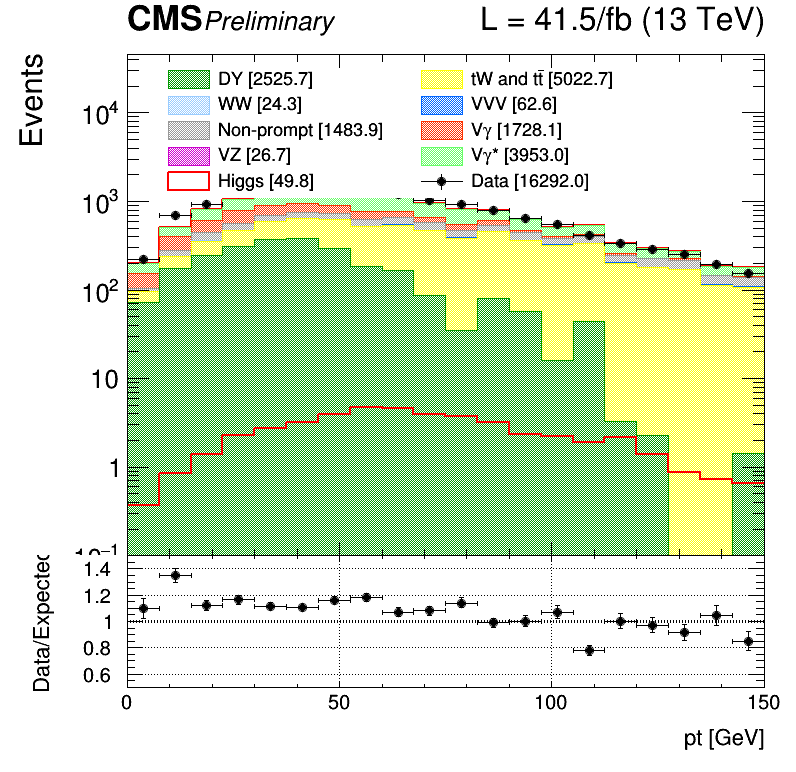 CMS Preliminary L = 41.5/fb (13 TeV)
Events
DY [2525.7]
tW and tt̄ [5022.7]
WW [24.3]
VVV [62.6]
Non-prompt [1483.9]
Vγ [1728.1]
VZ [26.7]
Vγ* [3953.0]
Higgs [49.8]
Data [16292.0]
10⁴
10³
10²
10
1
10⁻¹
Data/Expected
1.4
1.2
1
0.8
0.6
0 50 100 150
pt [GeV]